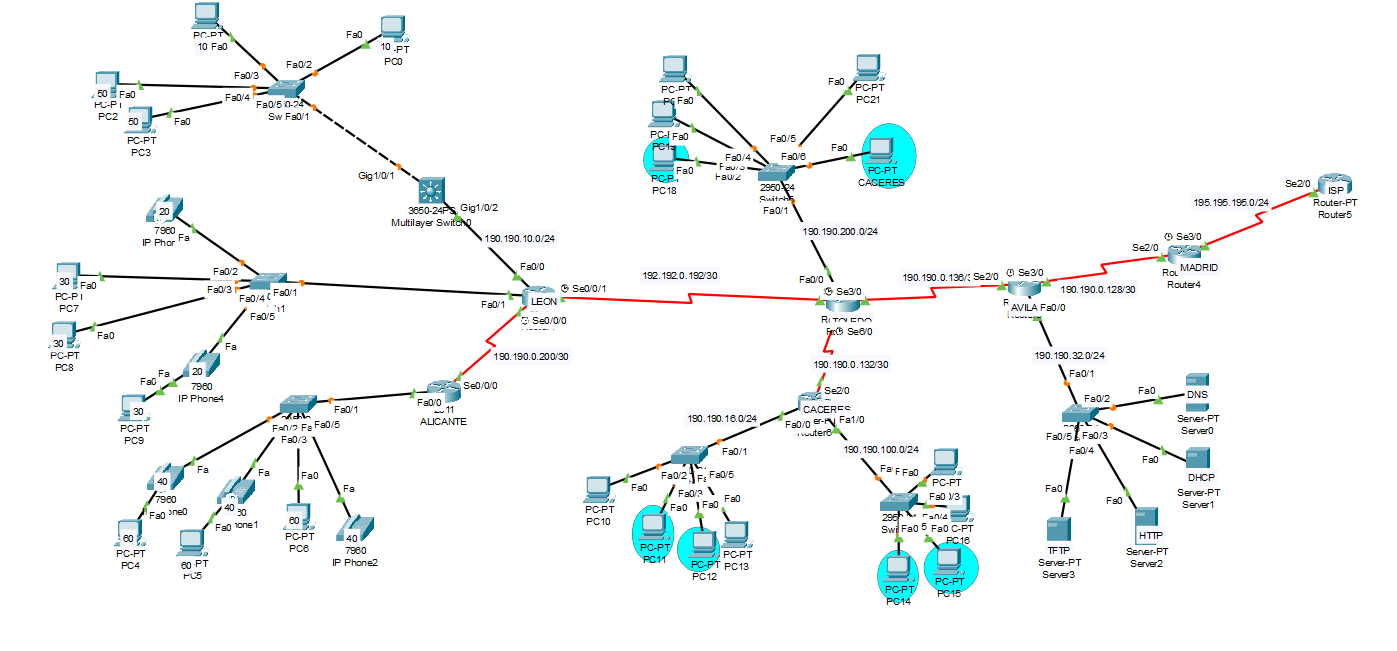 PC-PT
10 Fa0
Fa0
10 -PT
PC0
Fa0/2
Fa0/3
50 Fa0
PC-PT
PC2
Fa0/4
Fa0/5
Fa0/1
50
Fa0
PC-PT
PC3
Gig1/0/1
3650-24PS
Multilayer Switch0
Gig1/0/2
190.190.10.0/24
20
7960
IP Phor
Fa
Fa0/0
30
Fa0
PC-PT
PC7
Fa0/2
Fa0/3
Fa0/4
Fa0/1
Fa0/5
Fa0/1
LEON
Se0/0/1
Se0/0/0
192.192.0.192/30
30
Fa0
PC-PT
PC8
Fa
20
7960
IP Phone4
Fa0
Fa
30
PC-PT
PC9
190.190.0.200/30
Se0/0/0
Fa0/0
ALICANTE
Fa0/1
Fa0/5
Fa0/3
Fa
40
7960
Fa0
60
PC-PT
PC4
Fa
40
Fa0
60
PC5
Fa0
60
PC-PT
PC6
Fa
40 7960
IP Phone2
PC-PT
Fa0
Fa0
PC-PT
PC18
Fa0
Fa0/4
Fa0/3
Fa0/2
Fa0/5
Fa0/6
Fa0
PC-PT
PC21
Fa0
PC-PT
CACERES
2950-24
Fa0/1
190.190.200.0/24
Fa0/0
Se3/0
TOLEDO
Se6/0
190.190.0.136/3
Se2/0
Se3/0
AVILA
Fa0/0
190.190.0.128/30
Se2/0
Se3/0
MADRID
Router4
195.195.195.0/24
Se2/0
ISP
Router-PT
Router5
190.190.0.132/30
Se2/0
CACERES
Fa0/0
Fa1/0
190.190.16.0/24
Fa0/1
Fa0/2
Fa0/5
Fa0/3
Fa0
PC-PT
PC10
Fa0
PC-PT
PC11
Fa0
PC-PT
PC12
Fa0
PC-PT
PC13
190.190.100.0/24
Fa0
PC-PT
Fa0
PC16
Fa0
PC-PT
PC14
Fa0
PC-PT
PC15
190.190.32.0/24
Fa0/1
Fa0/2
Fa0/5
Fa0/3
Fa0/4
Fa0
DNS
Server-PT
Server0
Fa0
DHCP
Server-PT
Server1
Fa0
HTTP
Server-PT
Server2
Fa0
TFTP
Server-PT
Server3